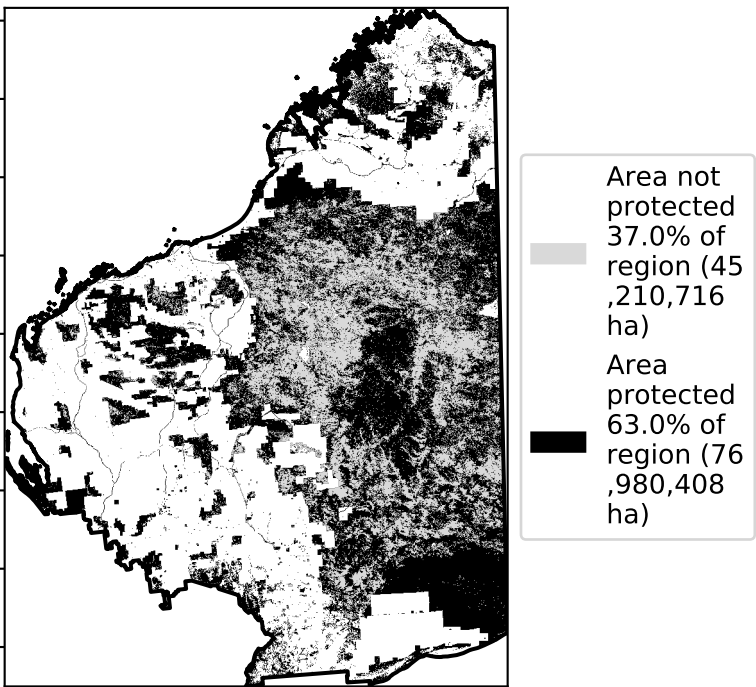 Area not
protected
37.0% of
region (45
,210,716
ha)
Area
protected
63.0% of
region (76
,980,408
ha)